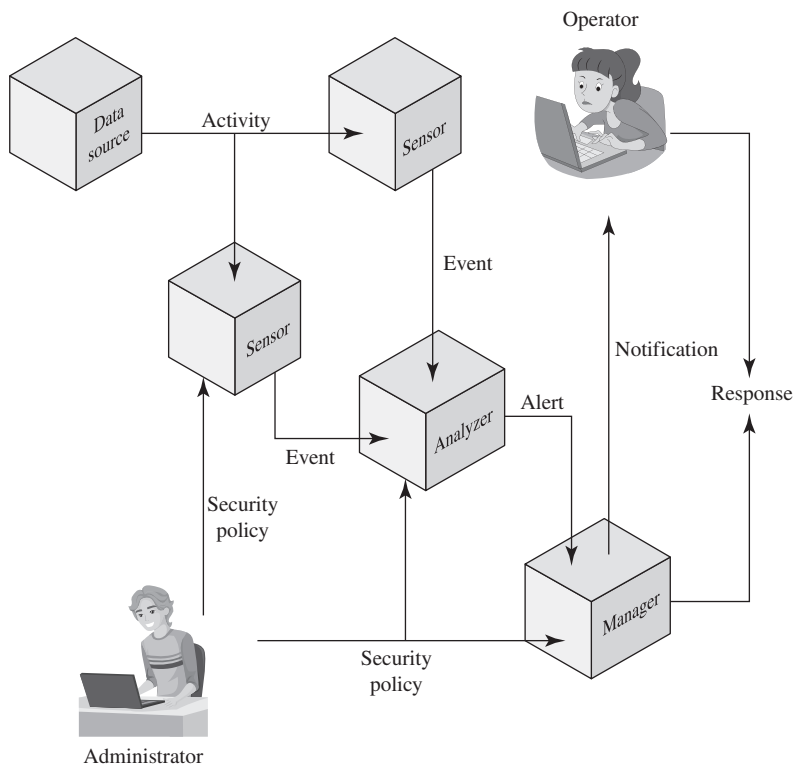 Operator
Data
source
Activity
Sensor
Event
Sensor
Notification
Response
Alert
Analyzer
Event
Security
policy
Manager
Security
policy
Administrator